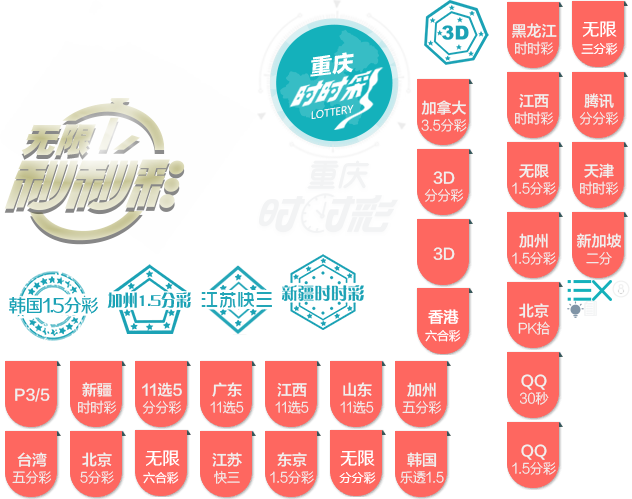 重庆
时时彩
LOTTERY
3D
黑龙江
时时彩
无限
三分彩
加拿大
3.5分彩
江西
时时彩
腾讯
分分彩
无限
秒秒彩
3D
分分彩
无限
1.5分彩
天津
时时彩
重庆
时时彩
3D
加州
1.5分彩
新加坡
二分
韩国1.5分彩
加州1.5分彩
江苏快三
新疆时时彩
香港
六合彩
北京
PK拾
P3/5
新疆
时时彩
11选5
分分彩
广东
11选5
江西
11选5
山东
11选5
加州
五分彩
QQ
30秒
台湾
五分彩
北京
5分彩
无限
六合彩
江苏
快三
东京
1.5分彩
无限
分分彩
韩国
乐透1.5
QQ
1.5分彩